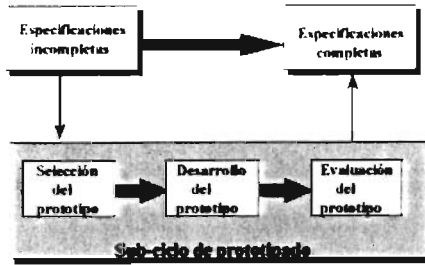 Especificaciones
incompletas
Especificaciones
completas
Selección
del
prototipo
Desarrollo
del
prototipo
Evaluación
del
prototipo
Sub-ciclo de prototipado